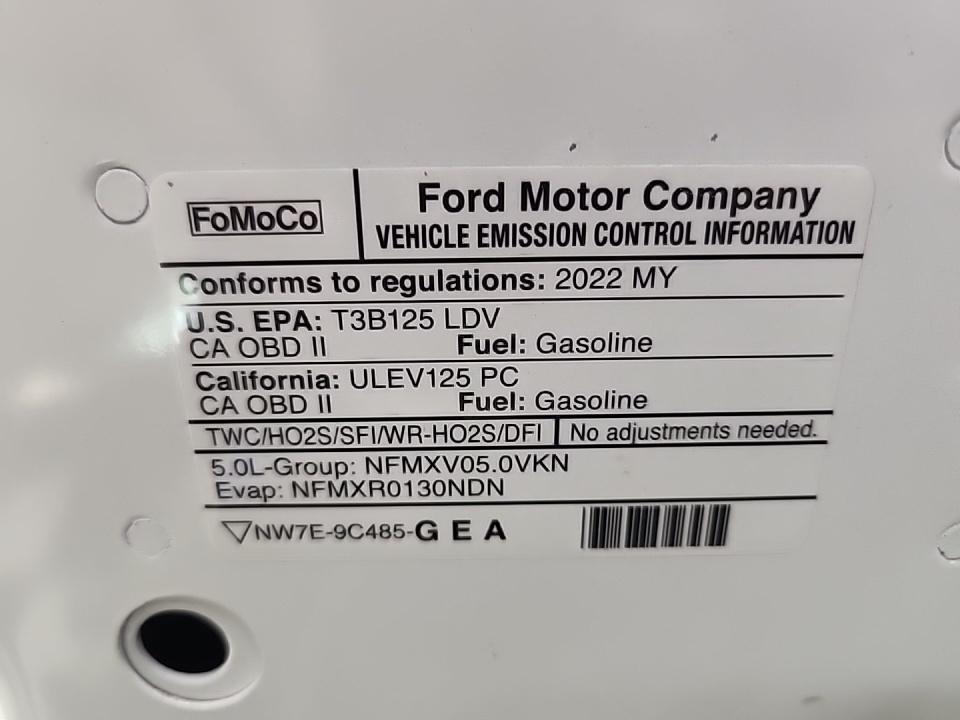 FoMoCo
Ford Motor Company
VEHICLE EMISSION CONTROL INFORMATION
Conforms to regulations: 2022 MY
U.S. EPA: T3B125 LDV
CA OBD II Fuel: Gasoline
California: ULEV125 PC
CA OBD II Fuel: Gasoline
TWC/HO2S/SFI/WR-HO2S/DFI No adjustments needed.
5.0L-Group: NFMXV05.0VKN
Evap: NFMXR0130NDN
NW7E-9C485-G E A